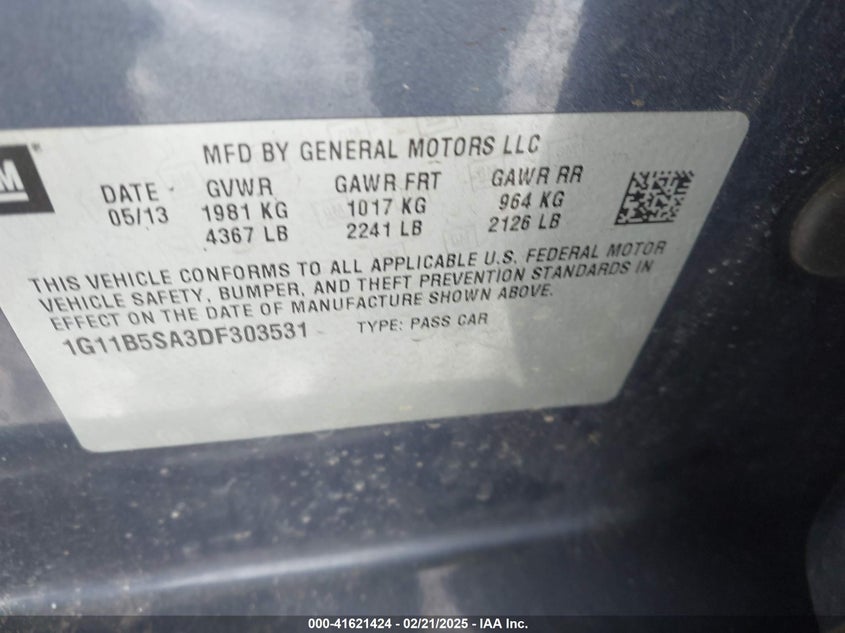 MFD BY GENERAL MOTORS LLC
DATE GVWR GAWR FRT GAWR RR
05/13 1981 KG 1017 KG 964 KG
4367 LB 2241 LB 2126 LB
THIS VEHICLE CONFORMS TO ALL APPLICABLE U.S. FEDERAL MOTOR
VEHICLE SAFETY, BUMPER, AND THEFT PREVENTION STANDARDS IN
EFFECT ON THE DATE OF MANUFACTURE SHOWN ABOVE.
1G11B5SA3DF303531 TYPE: PASS CAR
000-41621424 - 02/21/2025 - IAA Inc.